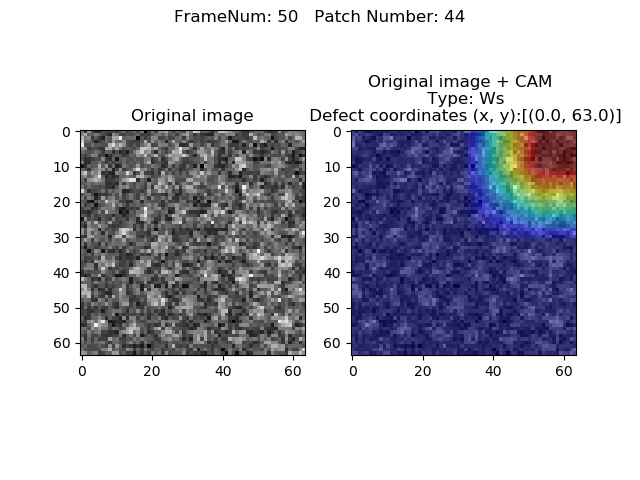 FrameNum: 50   Patch Number: 44
Original image
Original image + CAM
Type: Ws
Defect coordinates (x, y):[(0.0, 63.0)]
0
10
20
30
40
50
60
0 20 40 60
0
10
20
30
40
50
60
0 20 40 60